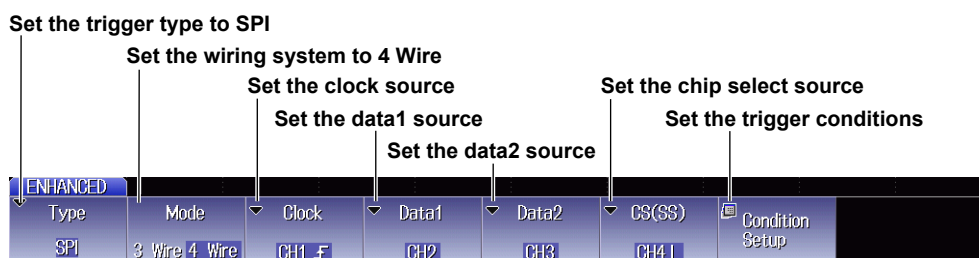 Set the trigger type to SPI
Set the wiring system to 4 Wire
Set the clock source Set the chip select source
Set the data1 source Set the trigger conditions
Set the data2 source
ENHANCED
Type Mode Clock Data1 Data2 CS(SS) Condition Setup
SPI 3 Wire 4 Wire CH1 CH2 CH3 CH4 L